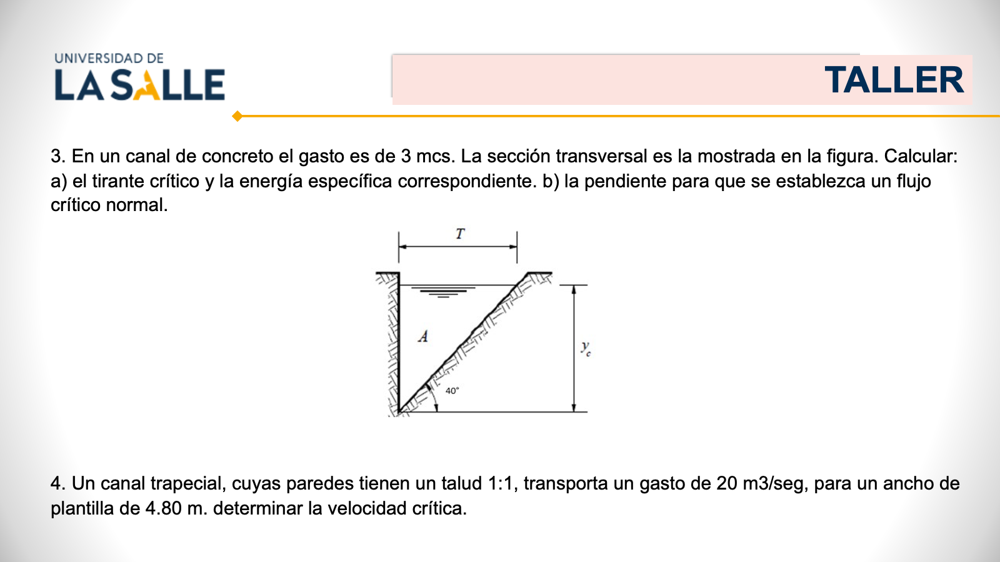 UNIVERSIDAD DE
LA SALLE
TALLER
3. En un canal de concreto el gasto es de 3 mcs. La sección transversal es la mostrada en la figura. Calcular:
a) el tirante crítico y la energía específica correspondiente. b) la pendiente para que se establezca un flujo
crítico normal.
T
A
y_c
40°
4. Un canal trapecial, cuyas paredes tienen un talud 1:1, transporta un gasto de 20 m3/seg, para un ancho de
plantilla de 4.80 m. determinar la velocidad crítica.